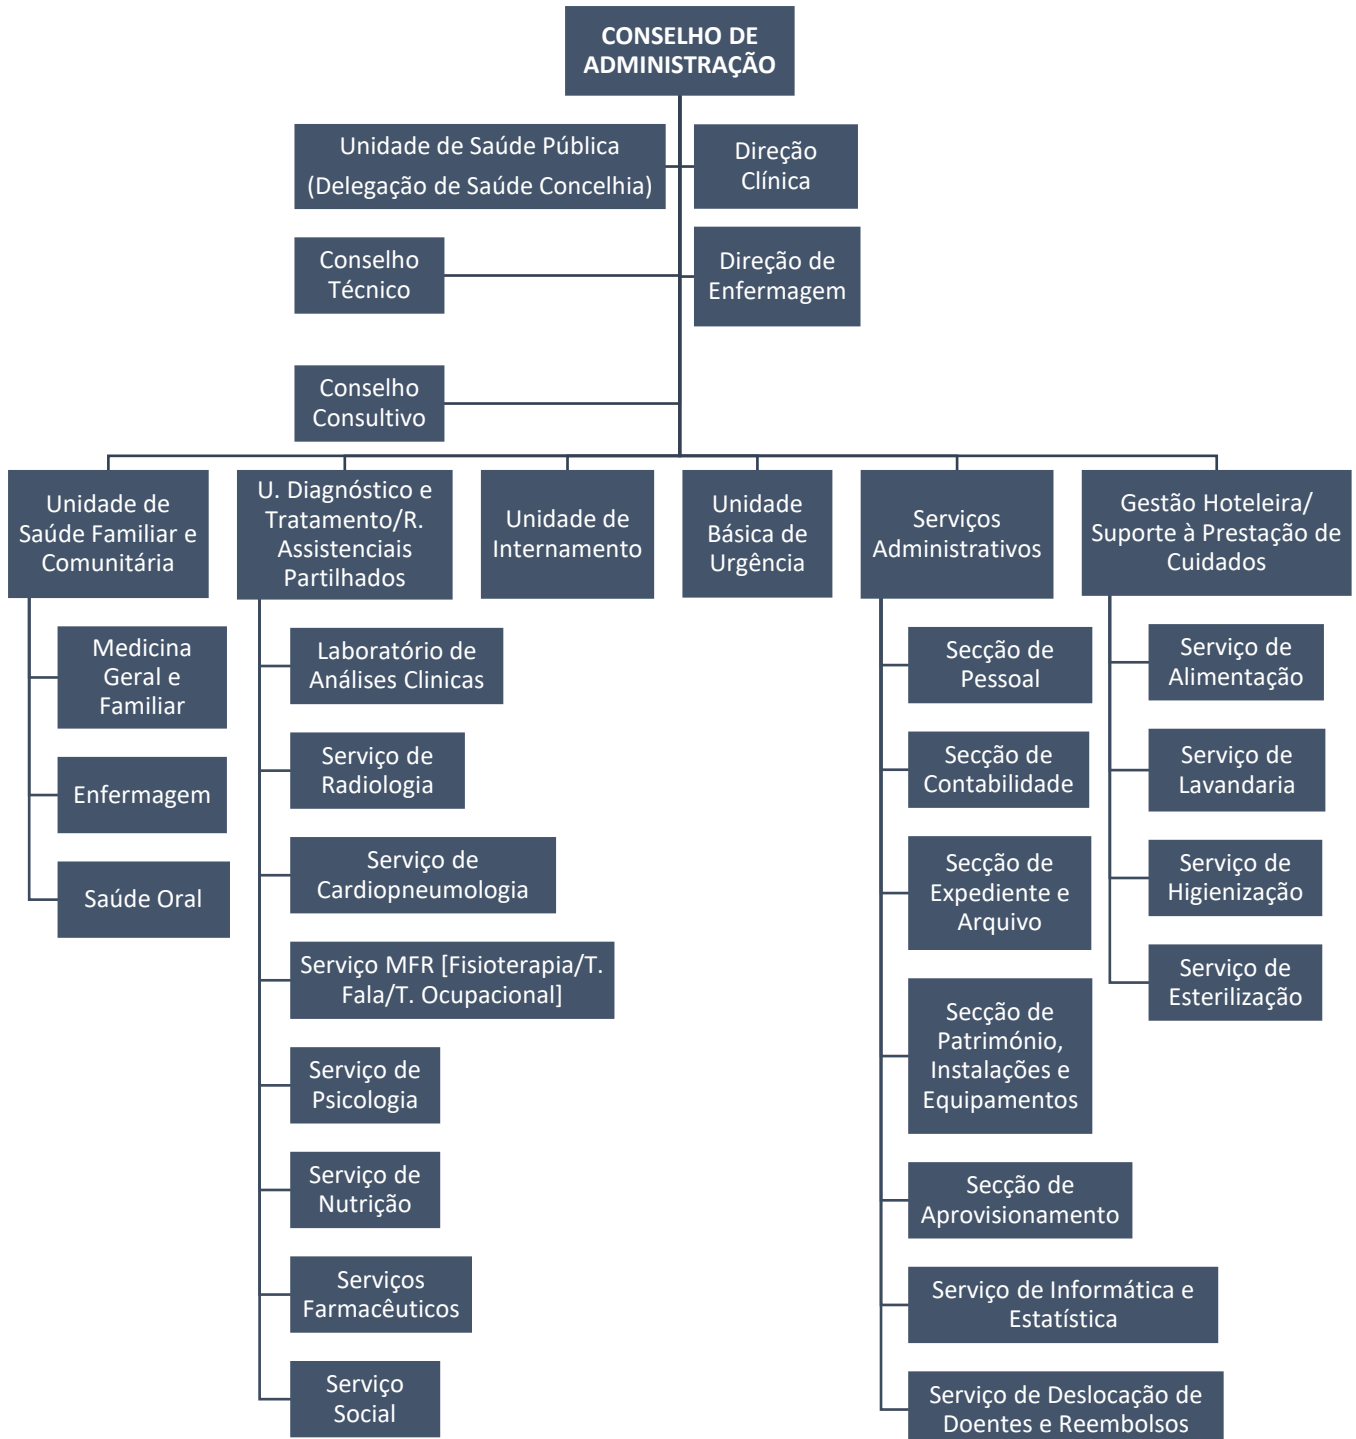 CONSELHO DE
ADMINISTRAÇÃO
Unidade de Saúde Pública
(Delegação de Saúde Concelhia)
Direção
Clínica
Conselho
Técnico
Direção de
Enfermagem
Conselho
Consultivo
Unidade de
Saúde Familiar e
Comunitária
U. Diagnóstico e
Tratamento/R.
Assistenciais
Partilhados
Unidade de
Internamento
Unidade
Básica de
Urgência
Serviços
Administrativos
Gestão Hoteleira/
Suporte à Prestação de
Cuidados
Medicina
Geral e
Familiar
Enfermagem
Saúde Oral
Laboratório de
Análises Clinicas
Serviço de
Radiologia
Serviço de
Cardiopneumologia
Serviço MFR [Fisioterapia/T.
Fala/T. Ocupacional]
Serviço de
Psicologia
Serviço de
Nutrição
Serviços
Farmacêuticos
Serviço
Social
Secção de
Pessoal
Secção de
Contabilidade
Secção de
Expediente e
Arquivo
Secção de
Património,
Instalações e
Equipamentos
Secção de
Aprovisionamento
Serviço de Informática e
Estatística
Serviço de Deslocação de
Doentes e Reembolsos
Serviço de
Alimentação
Serviço de
Lavandaria
Serviço de
Higienização
Serviço de
Esterilização